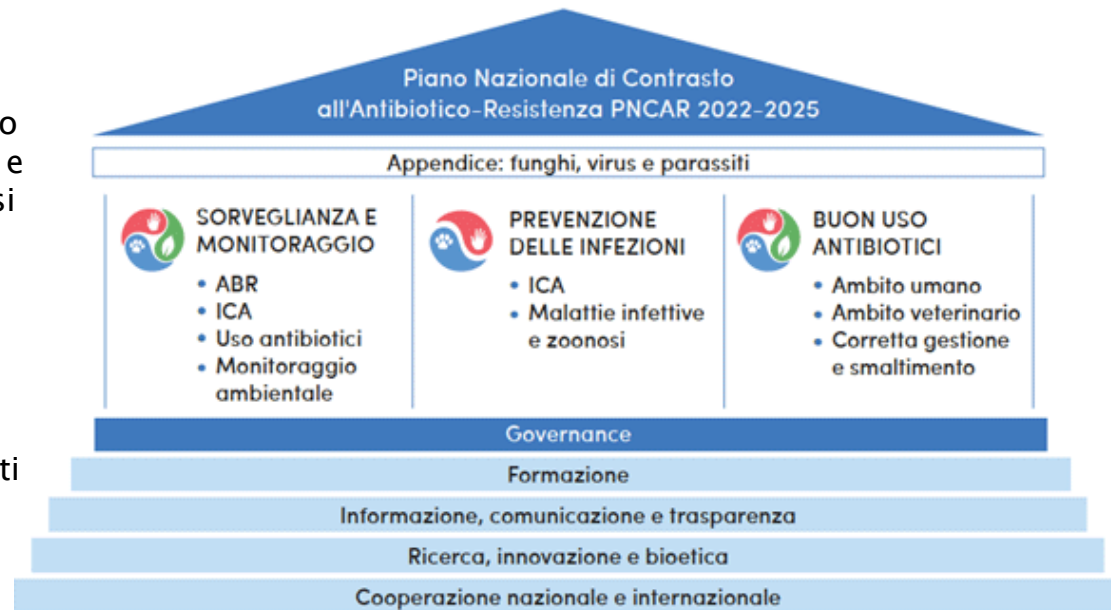 Piano Nazionale di Contrasto
all'Antibiotico-Resistenza PNCAR 2022-2025
o
e
si
ti
Appendice: funghi, virus e parassiti
SORVEGLIANZA E
MONITORAGGIO
• ABR
• ICA
• Uso antibiotici
• Monitoraggio
ambientale
PREVENZIONE
DELLE INFEZIONI
• ICA
• Malattie infettive
e zoonosi
BUON USO
ANTIBIOTICI
• Ambito umano
• Ambito veterinario
• Corretta gestione
e smaltimento
Governance
Formazione
Informazione, comunicazione e trasparenza
Ricerca, innovazione e bioetica
Cooperazione nazionale e internazionale